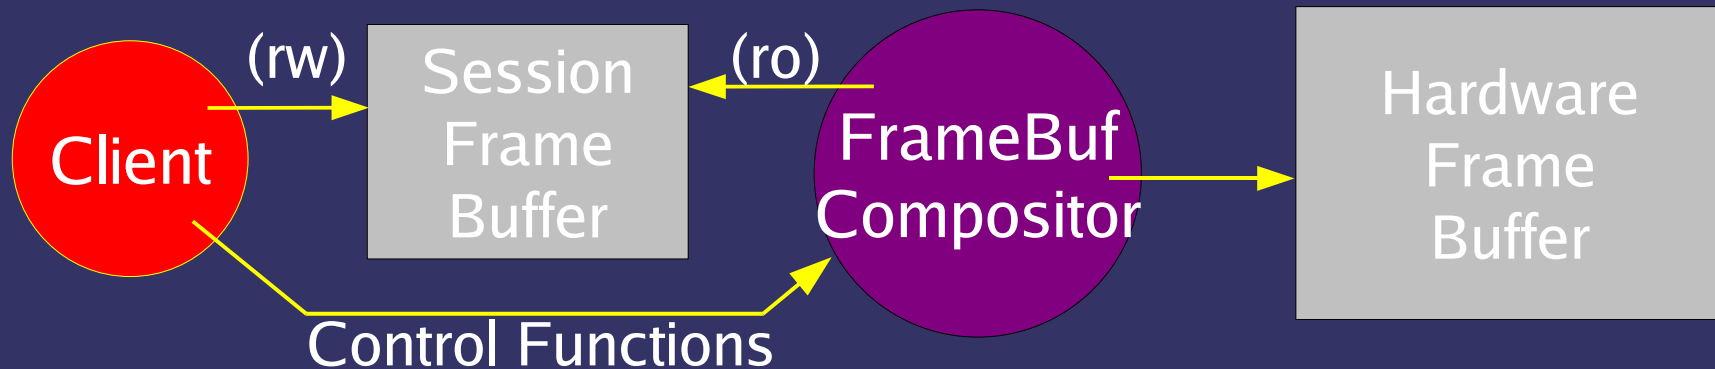 Client
(rw)
Session
Frame
Buffer
(ro)
FrameBuf
Compositor
Hardware
Frame
Buffer
Control Functions